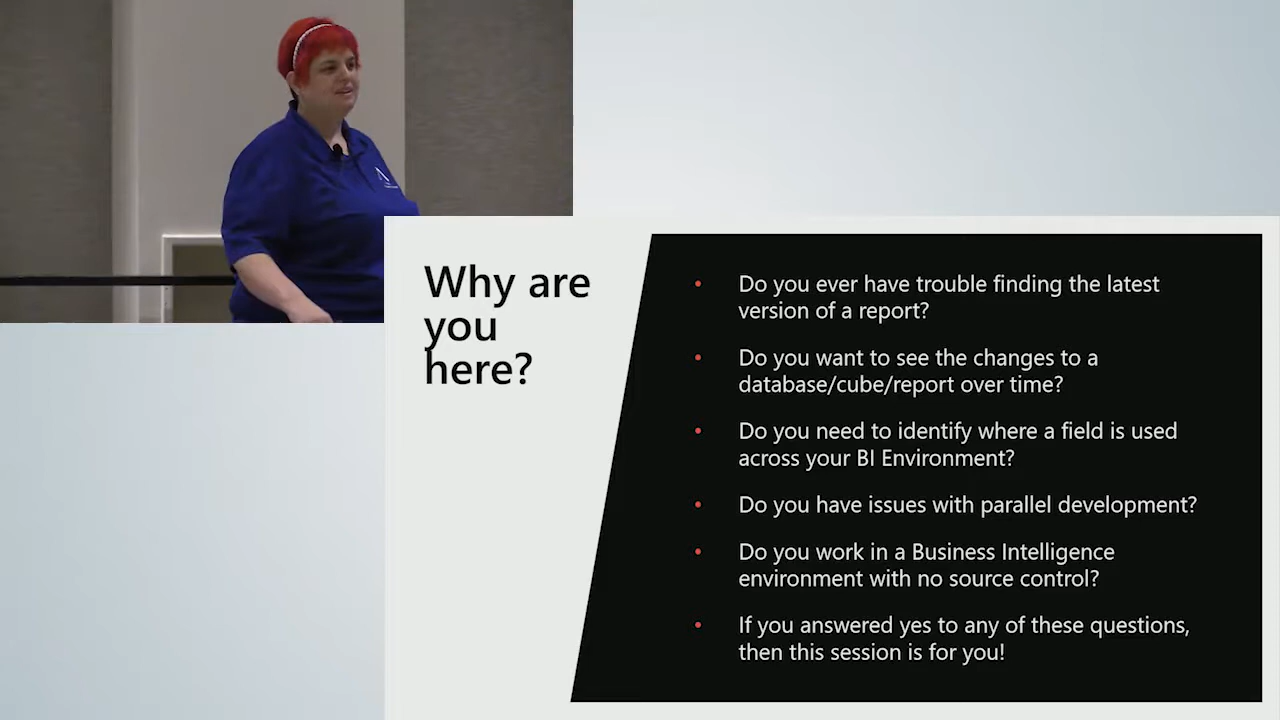 Why are
you
here?
• Do you ever have trouble finding the latest
version of a report?
• Do you want to see the changes to a
database/cube/report over time?
• Do you need to identify where a field is used
across your BI Environment?
• Do you have issues with parallel development?
• Do you work in a Business Intelligence
environment with no source control?
• If you answered yes to any of these questions,
then this session is for you!